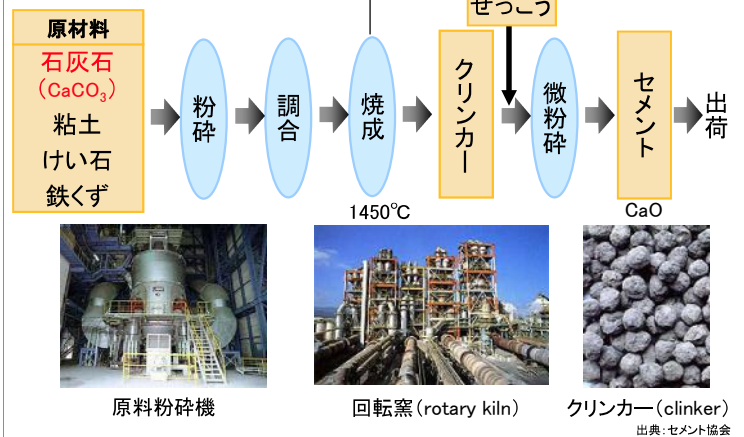 せっこう
原材料
石灰石
（CaCO₃）
粘土
けい石
鉄くず
粉砕
調合
焼成
クリンカー
微粉砕
セメント
出荷
1450℃
CaO
原料粉砕機
回転窯（rotary kiln）
クリンカー（clinker）
出典：セメント協会